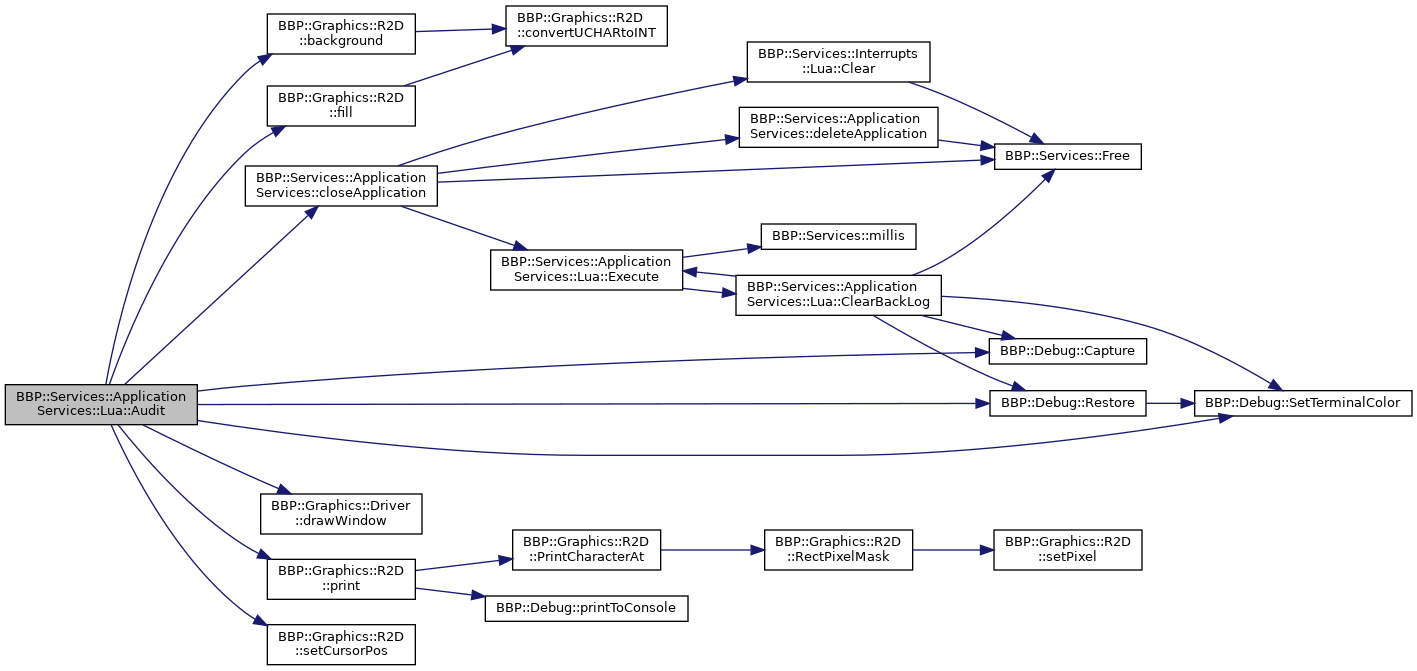 BBP::Graphics::R2D
::background
BBP::Graphics::R2D
::convertUCHARtoINT
BBP::Graphics::R2D
::fill
BBP::Services::Interrupts
::Lua::Clear
BBP::Services::Application
Services::deleteApplication
BBP::Services::Free
BBP::Services::Application
Services::closeApplication
BBP::Services::millis
BBP::Services::Application
Services::Lua::Execute
BBP::Services::Application
Services::Lua::ClearBackLog
BBP::Debug::Capture
BBP::Services::Application
Services::Lua::Audit
BBP::Debug::Restore
BBP::Debug::SetTerminalColor
BBP::Graphics::Driver
::drawWindow
BBP::Graphics::R2D
::print
BBP::Graphics::R2D
::PrintCharacterAt
BBP::Graphics::R2D
::RectPixelMask
BBP::Graphics::R2D
::setPixel
BBP::Debug::printToConsole
BBP::Graphics::R2D
::setCursorPos